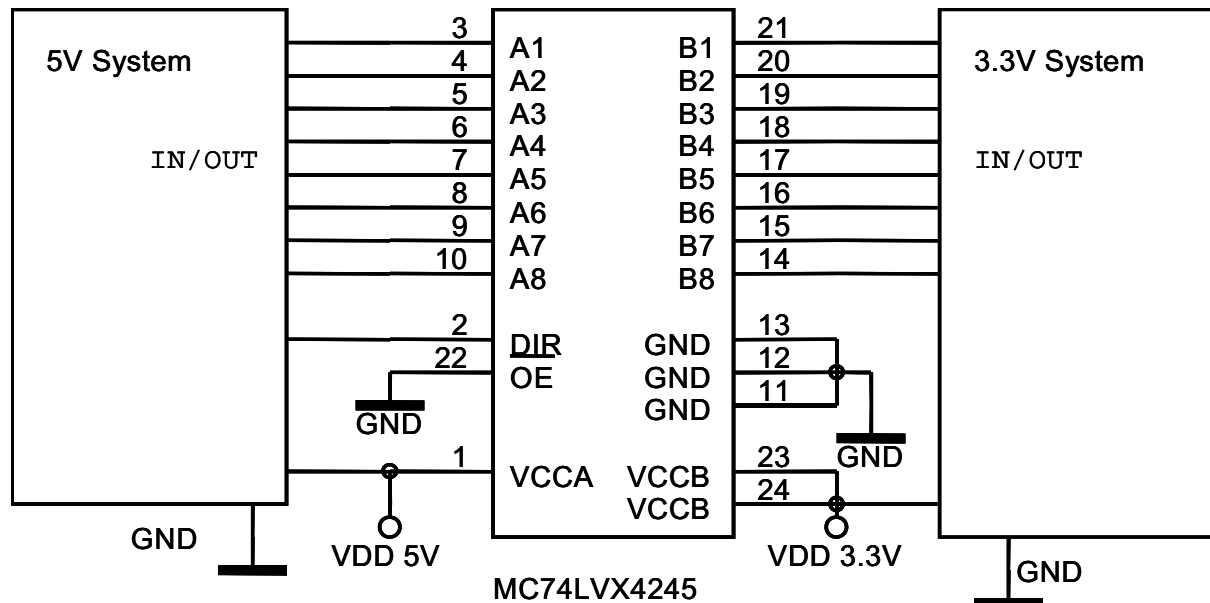 5V System
IN/OUT
GND
3
4
5
6
7
8
9
10
2
22
GND
1
VDD 5V
A1
A2
A3
A4
A5
A6
A7
A8
DIR
OE
VCCA
B1
B2
B3
B4
B5
B6
B7
B8
GND
GND
GND
VCCB
VCCB
MC74LVX4245
21
20
19
18
17
16
15
14
13
12
11
GND
23
24
VDD 3.3V
3.3V System
IN/OUT
GND